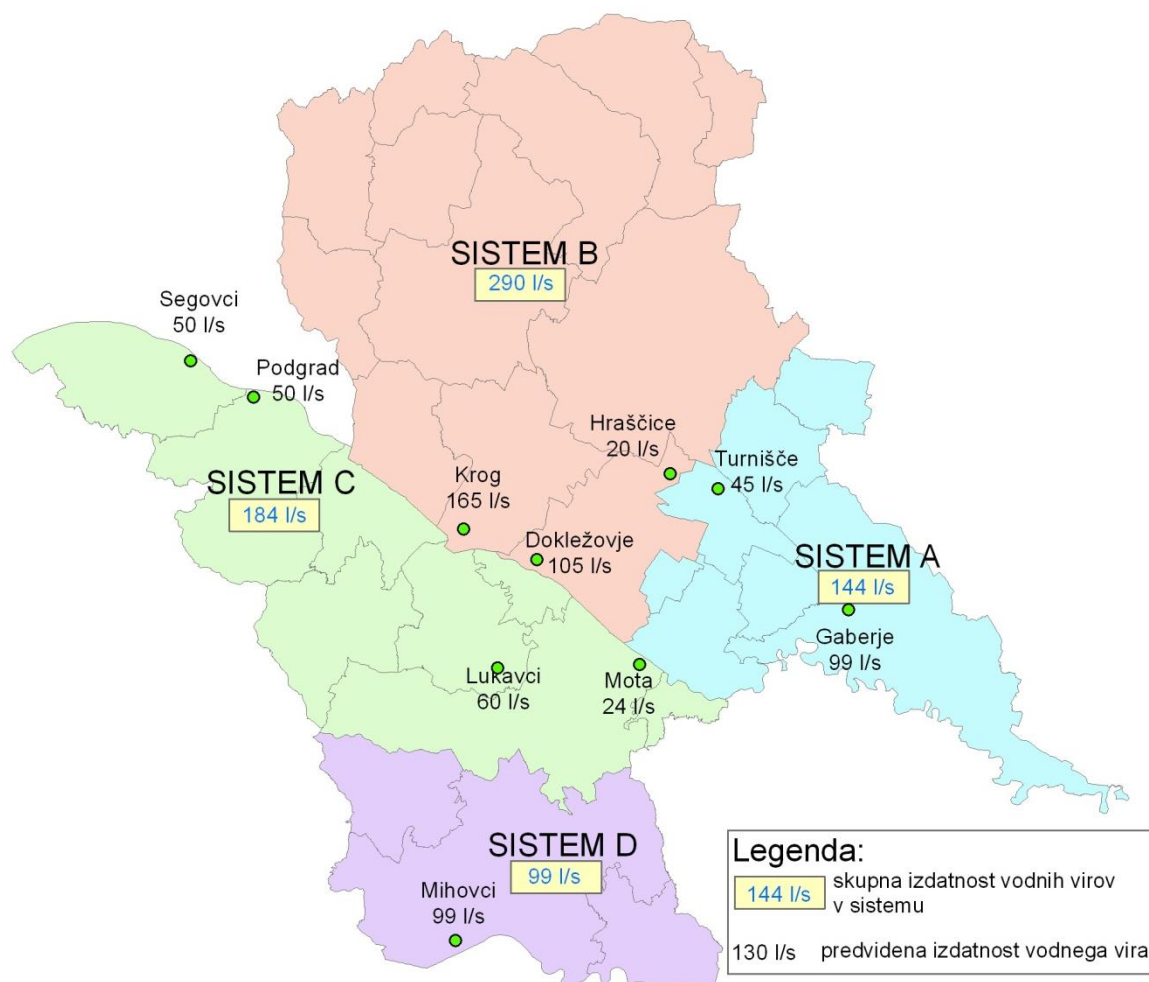 SISTEM B
290 l/s
Segovci
50 l/s
Podgrad
50 l/s
Hraščice
20 l/s
Turnišče
45 l/s
SISTEM C
184 l/s
Krog
165 l/s
Dokležovje
105 l/s
SISTEM A
144 l/s
Gaberje
99 l/s
Lukavci
60 l/s
Mota
24 l/s
SISTEM D
99 l/s
Mihovci
99 l/s
Legenda:
144 l/s skupna izdatnost vodnih virov
v sistemu
130 l/s predvidena izdatnost vodnega vira